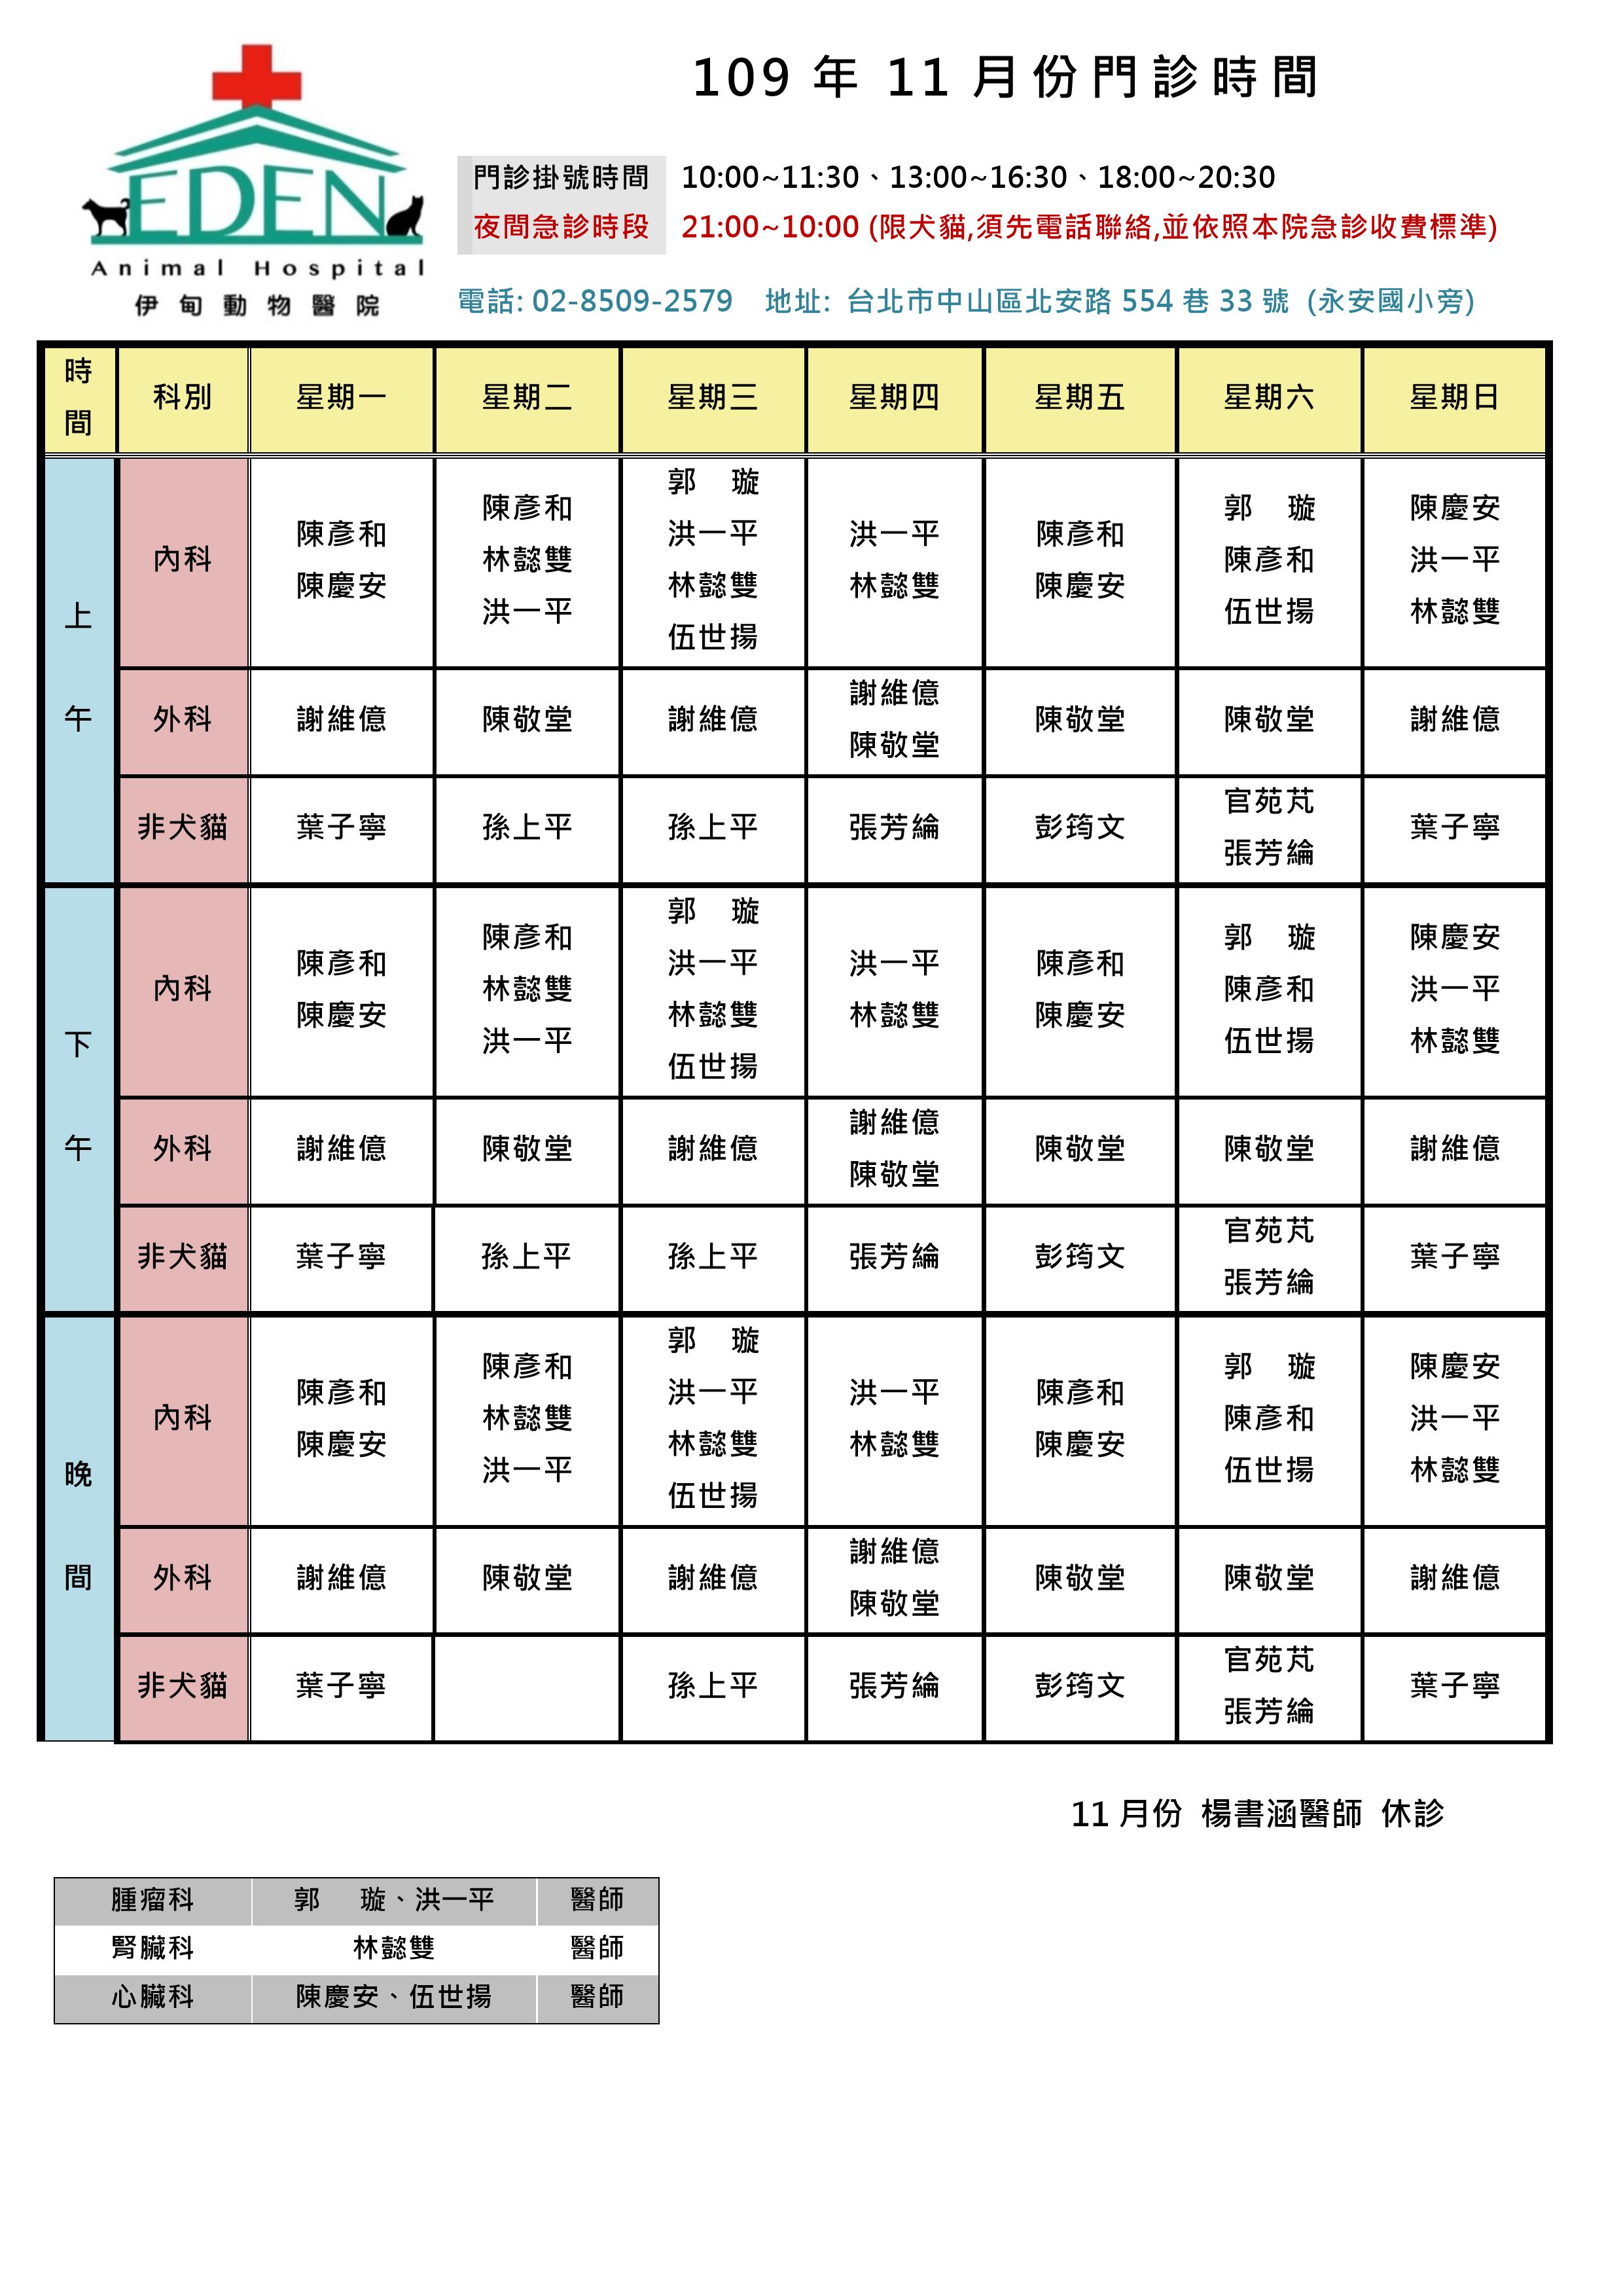 109 年 11 月份門診時間
EDEN
Animal Hospital
伊甸動物醫院
門診掛號時間 10:00~11:30、13:00~16:30、18:00~20:30
夜間急診時段 21:00~10:00 (限犬貓,須先電話聯絡,並依照本院急診收費標準)
電話: 02-8509-2579 地址: 台北市中山區北安路 554 巷 33 號 (永安國小旁)
時間 科別 星期一 星期二 星期三 星期四 星期五 星期六 星期日
上午
內科
陳彥和
陳慶安
陳彥和
林懿雙
洪一平
郭 璇
洪一平
林懿雙
伍世揚
洪一平
林懿雙
陳彥和
陳慶安
郭 璇
陳彥和
伍世揚
陳慶安
洪一平
林懿雙
外科
謝維億
陳敬堂
謝維億
謝維億
陳敬堂
陳敬堂
陳敬堂
謝維億
非犬貓
葉子寧
孫上平
孫上平
張芳綸
彭筠文
官苑芃
張芳綸
葉子寧
下午
內科
陳彥和
陳慶安
陳彥和
林懿雙
洪一平
郭 璇
洪一平
林懿雙
伍世揚
洪一平
林懿雙
陳彥和
陳慶安
郭 璇
陳彥和
伍世揚
陳慶安
洪一平
林懿雙
外科
謝維億
陳敬堂
謝維億
謝維億
陳敬堂
陳敬堂
陳敬堂
謝維億
非犬貓
葉子寧
孫上平
孫上平
張芳綸
彭筠文
官苑芃
張芳綸
葉子寧
晚間
內科
陳彥和
陳慶安
陳彥和
林懿雙
洪一平
郭 璇
洪一平
林懿雙
伍世揚
洪一平
林懿雙
陳彥和
陳慶安
郭 璇
陳彥和
伍世揚
陳慶安
洪一平
林懿雙
外科
謝維億
陳敬堂
謝維億
謝維億
陳敬堂
陳敬堂
陳敬堂
謝維億
非犬貓
葉子寧
孫上平
張芳綸
彭筠文
官苑芃
張芳綸
葉子寧
11 月份 楊書涵醫師 休診
腫瘤科 郭 璇、洪一平 醫師
腎臟科 林懿雙 醫師
心臟科 陳慶安、伍世揚 醫師